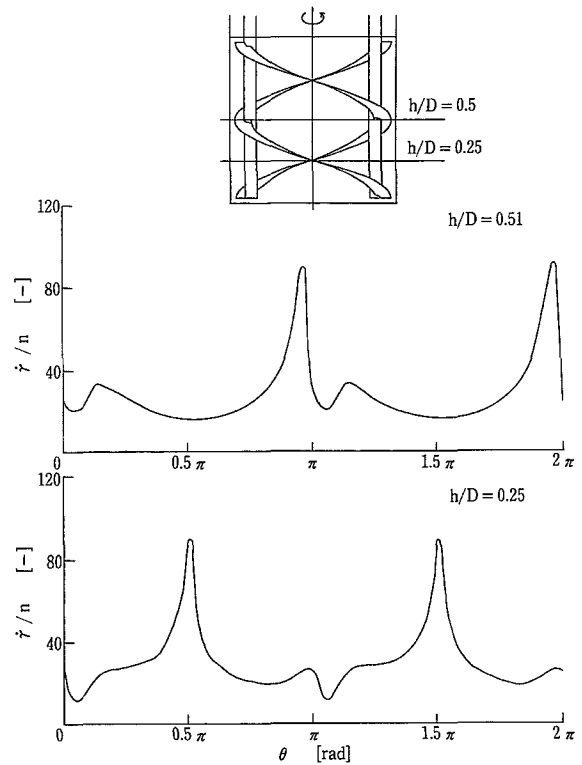 h/D = 0.5
h/D = 0.25
h/D = 0.51
120
80
40
0
γ̇ / n [−]
0.5 π
π
1.5 π
2 π
h/D = 0.25
120
80
40
0
γ̇ / n [−]
0.5 π
π
1.5 π
2 π
θ [rad]